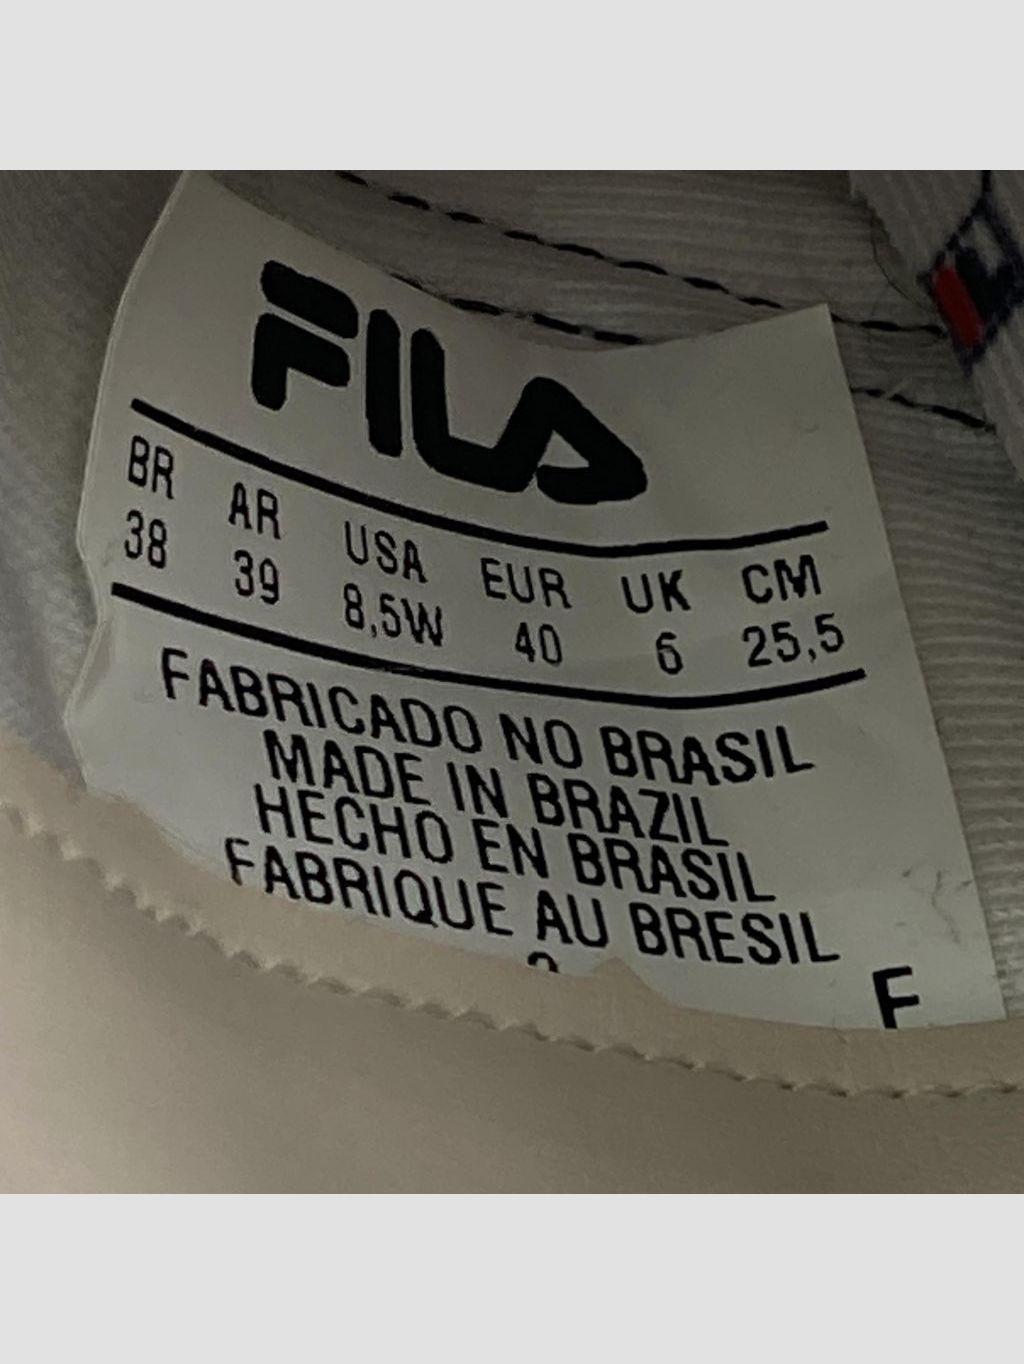 FILA
BR AR USA EUR UK CM
38 39 8,5W 40 6 25,5
FABRICADO NO BRASIL
MADE IN BRAZIL
HECHO EN BRASIL
FABRIQUE AU BRESIL
F